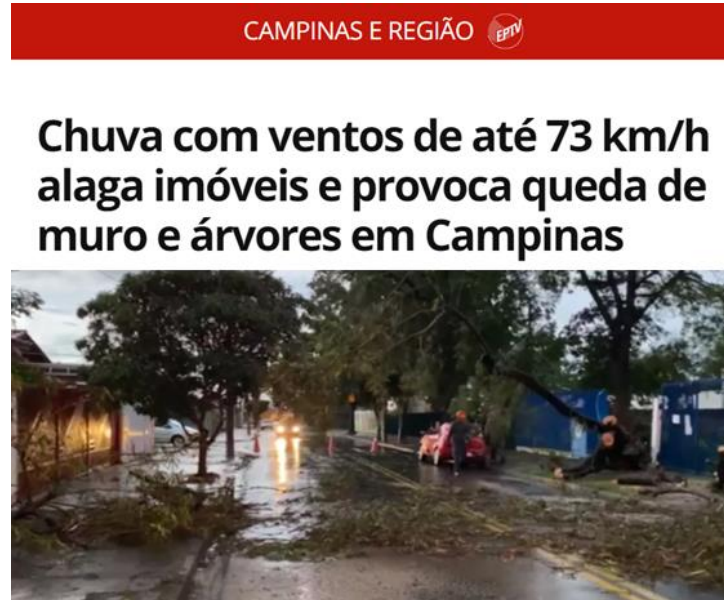 CAMPINAS E REGIÃO EPTV
Chuva com ventos de até 73 km/h
alaga imóveis e provoca queda de
muro e árvores em Campinas